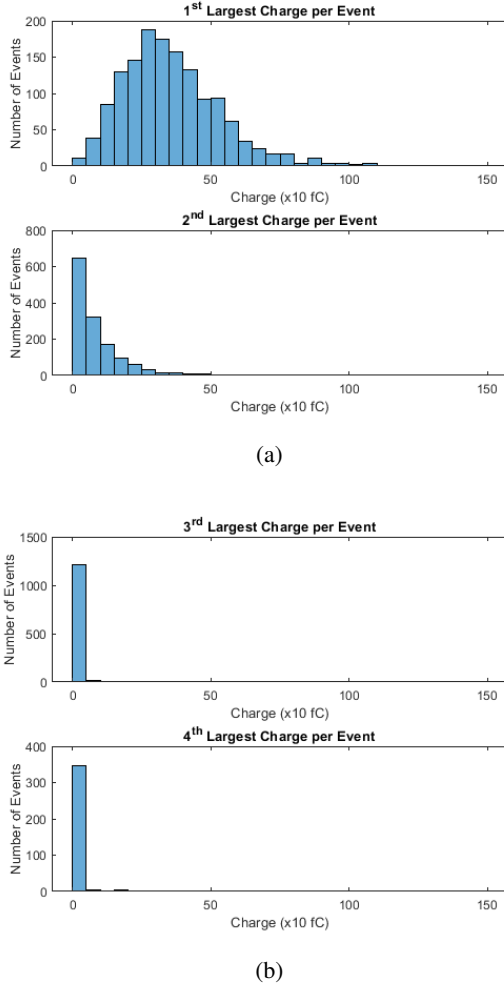 1st Largest Charge per Event
200
150
100
50
0
Number of Events
0 50 100 150
Charge (x10 fC)
2nd Largest Charge per Event
800
600
400
200
0
Number of Events
0 50 100 150
Charge (x10 fC)
(a)
3rd Largest Charge per Event
1500
1000
500
0
Number of Events
0 50 100 150
Charge (x10 fC)
4th Largest Charge per Event
400
300
200
100
0
Number of Events
0 50 100 150
Charge (x10 fC)
(b)